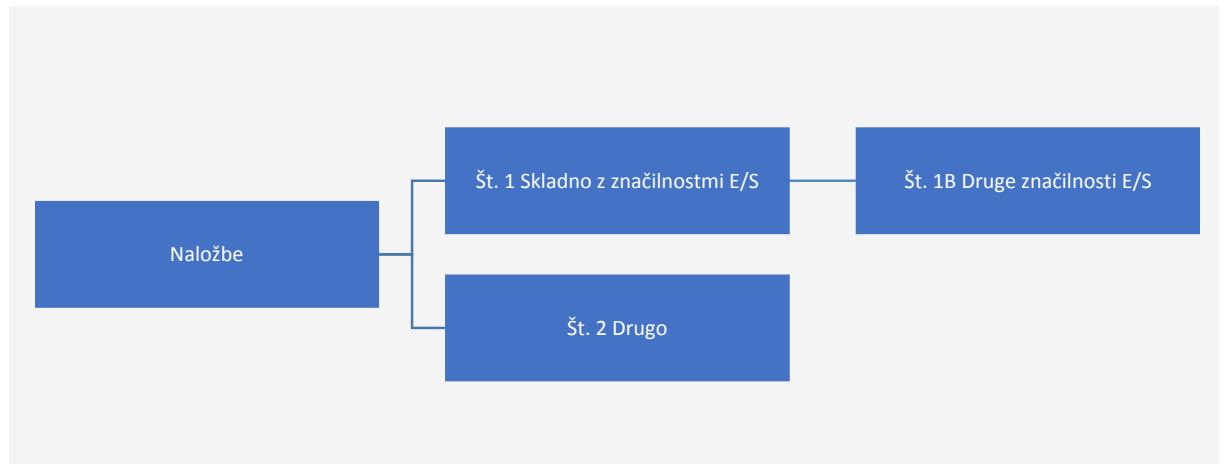 Naložbe
Št. 1 Skladno z značilnostmi E/S
Št. 1B Druge značilnosti E/S
Št. 2 Drugo